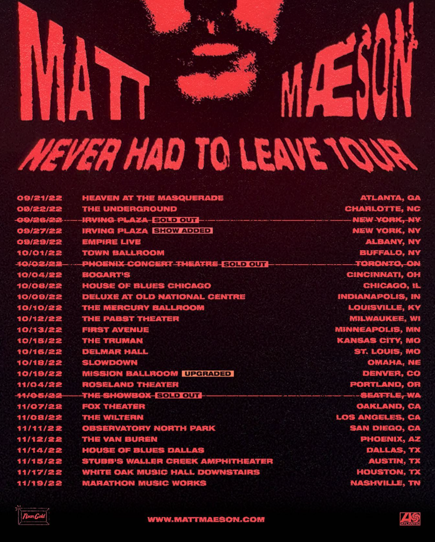 MATT MÆSON
NEVER HAD TO LEAVE TOUR
09/21/22 HEAVEN AT THE MASQUERADE ATLANTA, GA
09/22/22 THE UNDERGROUND CHARLOTTE, NC
09/26/22 IRVING PLAZA SOLD OUT NEW YORK, NY
09/27/22 IRVING PLAZA SHOW ADDED NEW YORK, NY
09/29/22 EMPIRE LIVE ALBANY, NY
10/01/22 TOWN BALLROOM BUFFALO, NY
10/02/22 PHOENIX CONCERT THEATRE SOLD OUT TORONTO, ON
10/04/22 BOGART'S CINCINNATI, OH
10/08/22 HOUSE OF BLUES CHICAGO CHICAGO, IL
10/09/22 DELUXE AT OLD NATIONAL CENTRE INDIANAPOLIS, IN
10/10/22 THE MERCURY BALLROOM LOUISVILLE, KY
10/12/22 THE PABST THEATER MILWAUKEE, WI
10/13/22 FIRST AVENUE MINNEAPOLIS, MN
10/15/22 THE TRUMAN KANSAS CITY, MO
10/16/22 DELMAR HALL ST. LOUIS, MO
10/18/22 SLOWDOWN OMAHA, NE
10/19/22 MISSION BALLROOM UPGRADED DENVER, CO
11/04/22 ROSELAND THEATER PORTLAND, OR
11/05/22 THE SHOWBOX SOLD OUT SEATTLE, WA
11/07/22 FOX THEATER OAKLAND, CA
11/08/22 THE WILTERN LOS ANGELES, CA
11/11/22 OBSERVATORY NORTH PARK SAN DIEGO, CA
11/12/22 THE VAN BUREN PHOENIX, AZ
11/14/22 HOUSE OF BLUES DALLAS DALLAS, TX
11/15/22 STUBB'S WALLER CREEK AMPHITHEATER AUSTIN, TX
11/17/22 WHITE OAK MUSIC HALL DOWNSTAIRS HOUSTON, TX
11/19/22 MARATHON MUSIC WORKS NASHVILLE, TN
Neon Gold WWW.MATTMAESON.COM